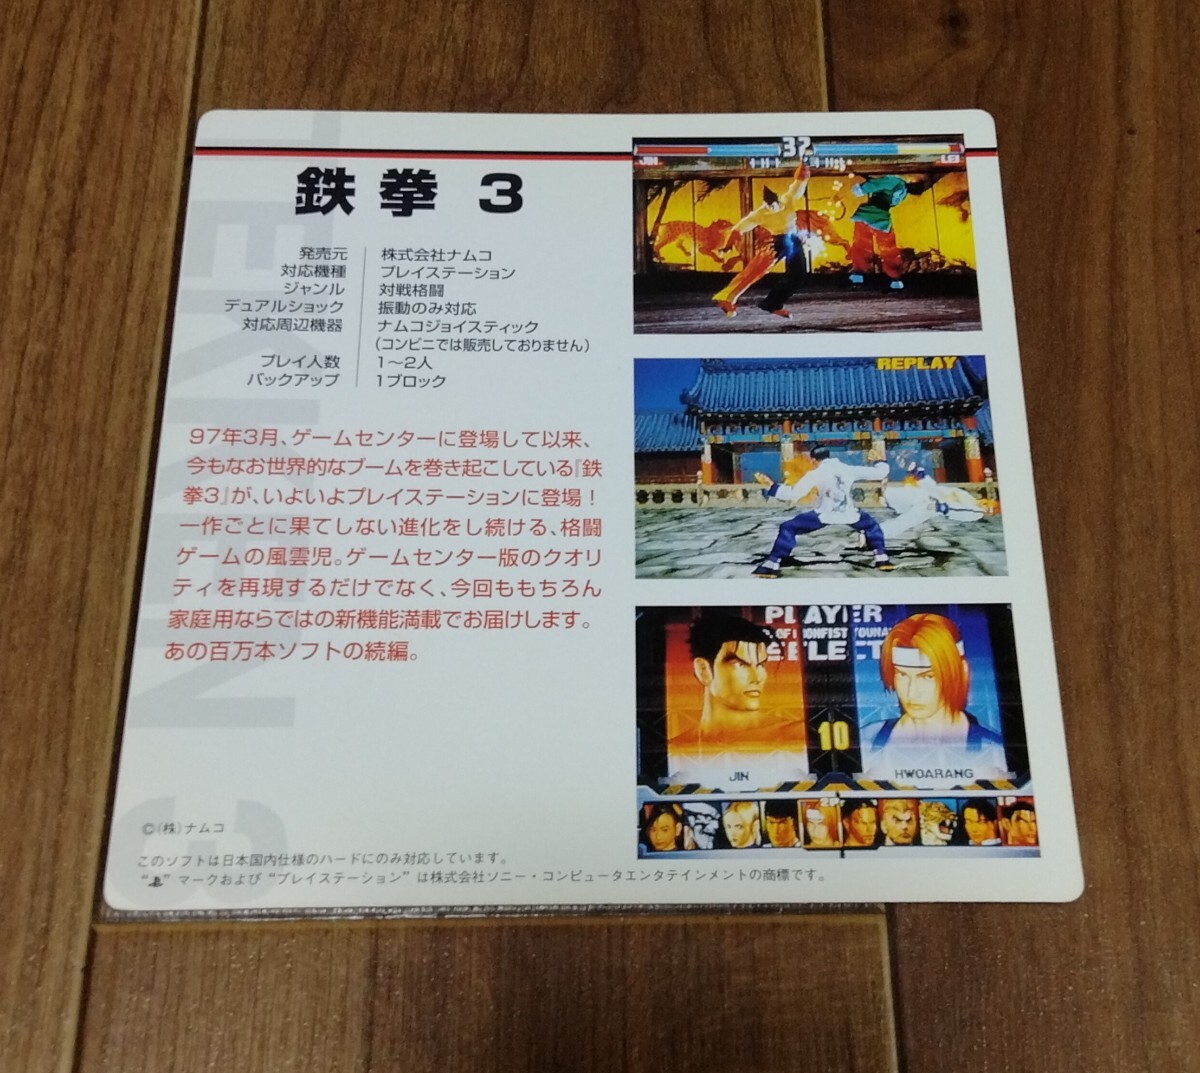 TEKKEN 3
鉄拳 3
発売元 株式会社ナムコ
対応機種 プレイステーション
ジャンル 対戦格闘
デュアルショック 振動のみ対応
対応周辺機器 ナムコジョイスティック
(コンビニでは販売しておりません)
プレイ人数 1〜2人
バックアップ 1ブロック
97年3月、ゲームセンターに登場して以来、
今もなお世界的なブームを巻き起こしている『鉄
拳3』が、いよいよプレイステーションに登場!
一作ごとに果てしない進化をし続ける、格闘
ゲームの風雲児。ゲームセンター版のクオリ
ティを再現するだけでなく、今回ももちろん
家庭用ならではの新機能満載でお届けします。
あの百万本ソフトの続編。
©(株)ナムコ
このソフトは日本国内仕様のハードにのみ対応しています。
" "マークおよび"プレイステーション"は株式会社ソニー・コンピュータエンタテインメントの商標です。
JIN 37 LEI
REPLAY
PLAYER
SELECT
10
JIN HWOARANG
2P 1P